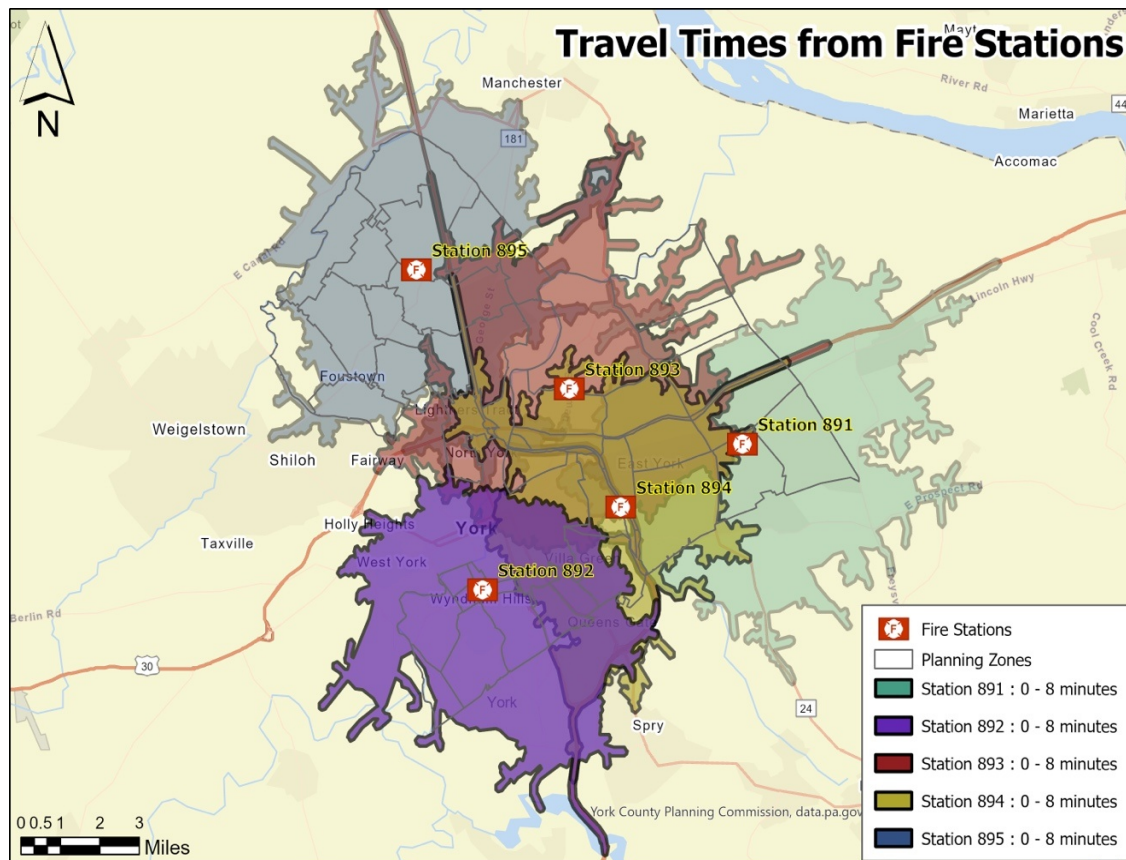 Travel Times from Fire Stations
N
Manchester
River Rd
44
Marietta
Accomac
181
Station 895
E Canal Rd
George St
Lincoln Hwy
Cool Creek Rd
Foustown
Station 893
Weigelstown
Shiloh
Fairway
Station 891
East York
E Prospect Rd
Station 894
Holly Heights
York
Taxville
West York
Station 892
Berlin Rd
30
York
Spry
24
Fire Stations
Planning Zones
Station 891 : 0 - 8 minutes
Station 892 : 0 - 8 minutes
Station 893 : 0 - 8 minutes
Station 894 : 0 - 8 minutes
Station 895 : 0 - 8 minutes
York County Planning Commission, data.pa.gov
0 0.5 1 2 3
Miles